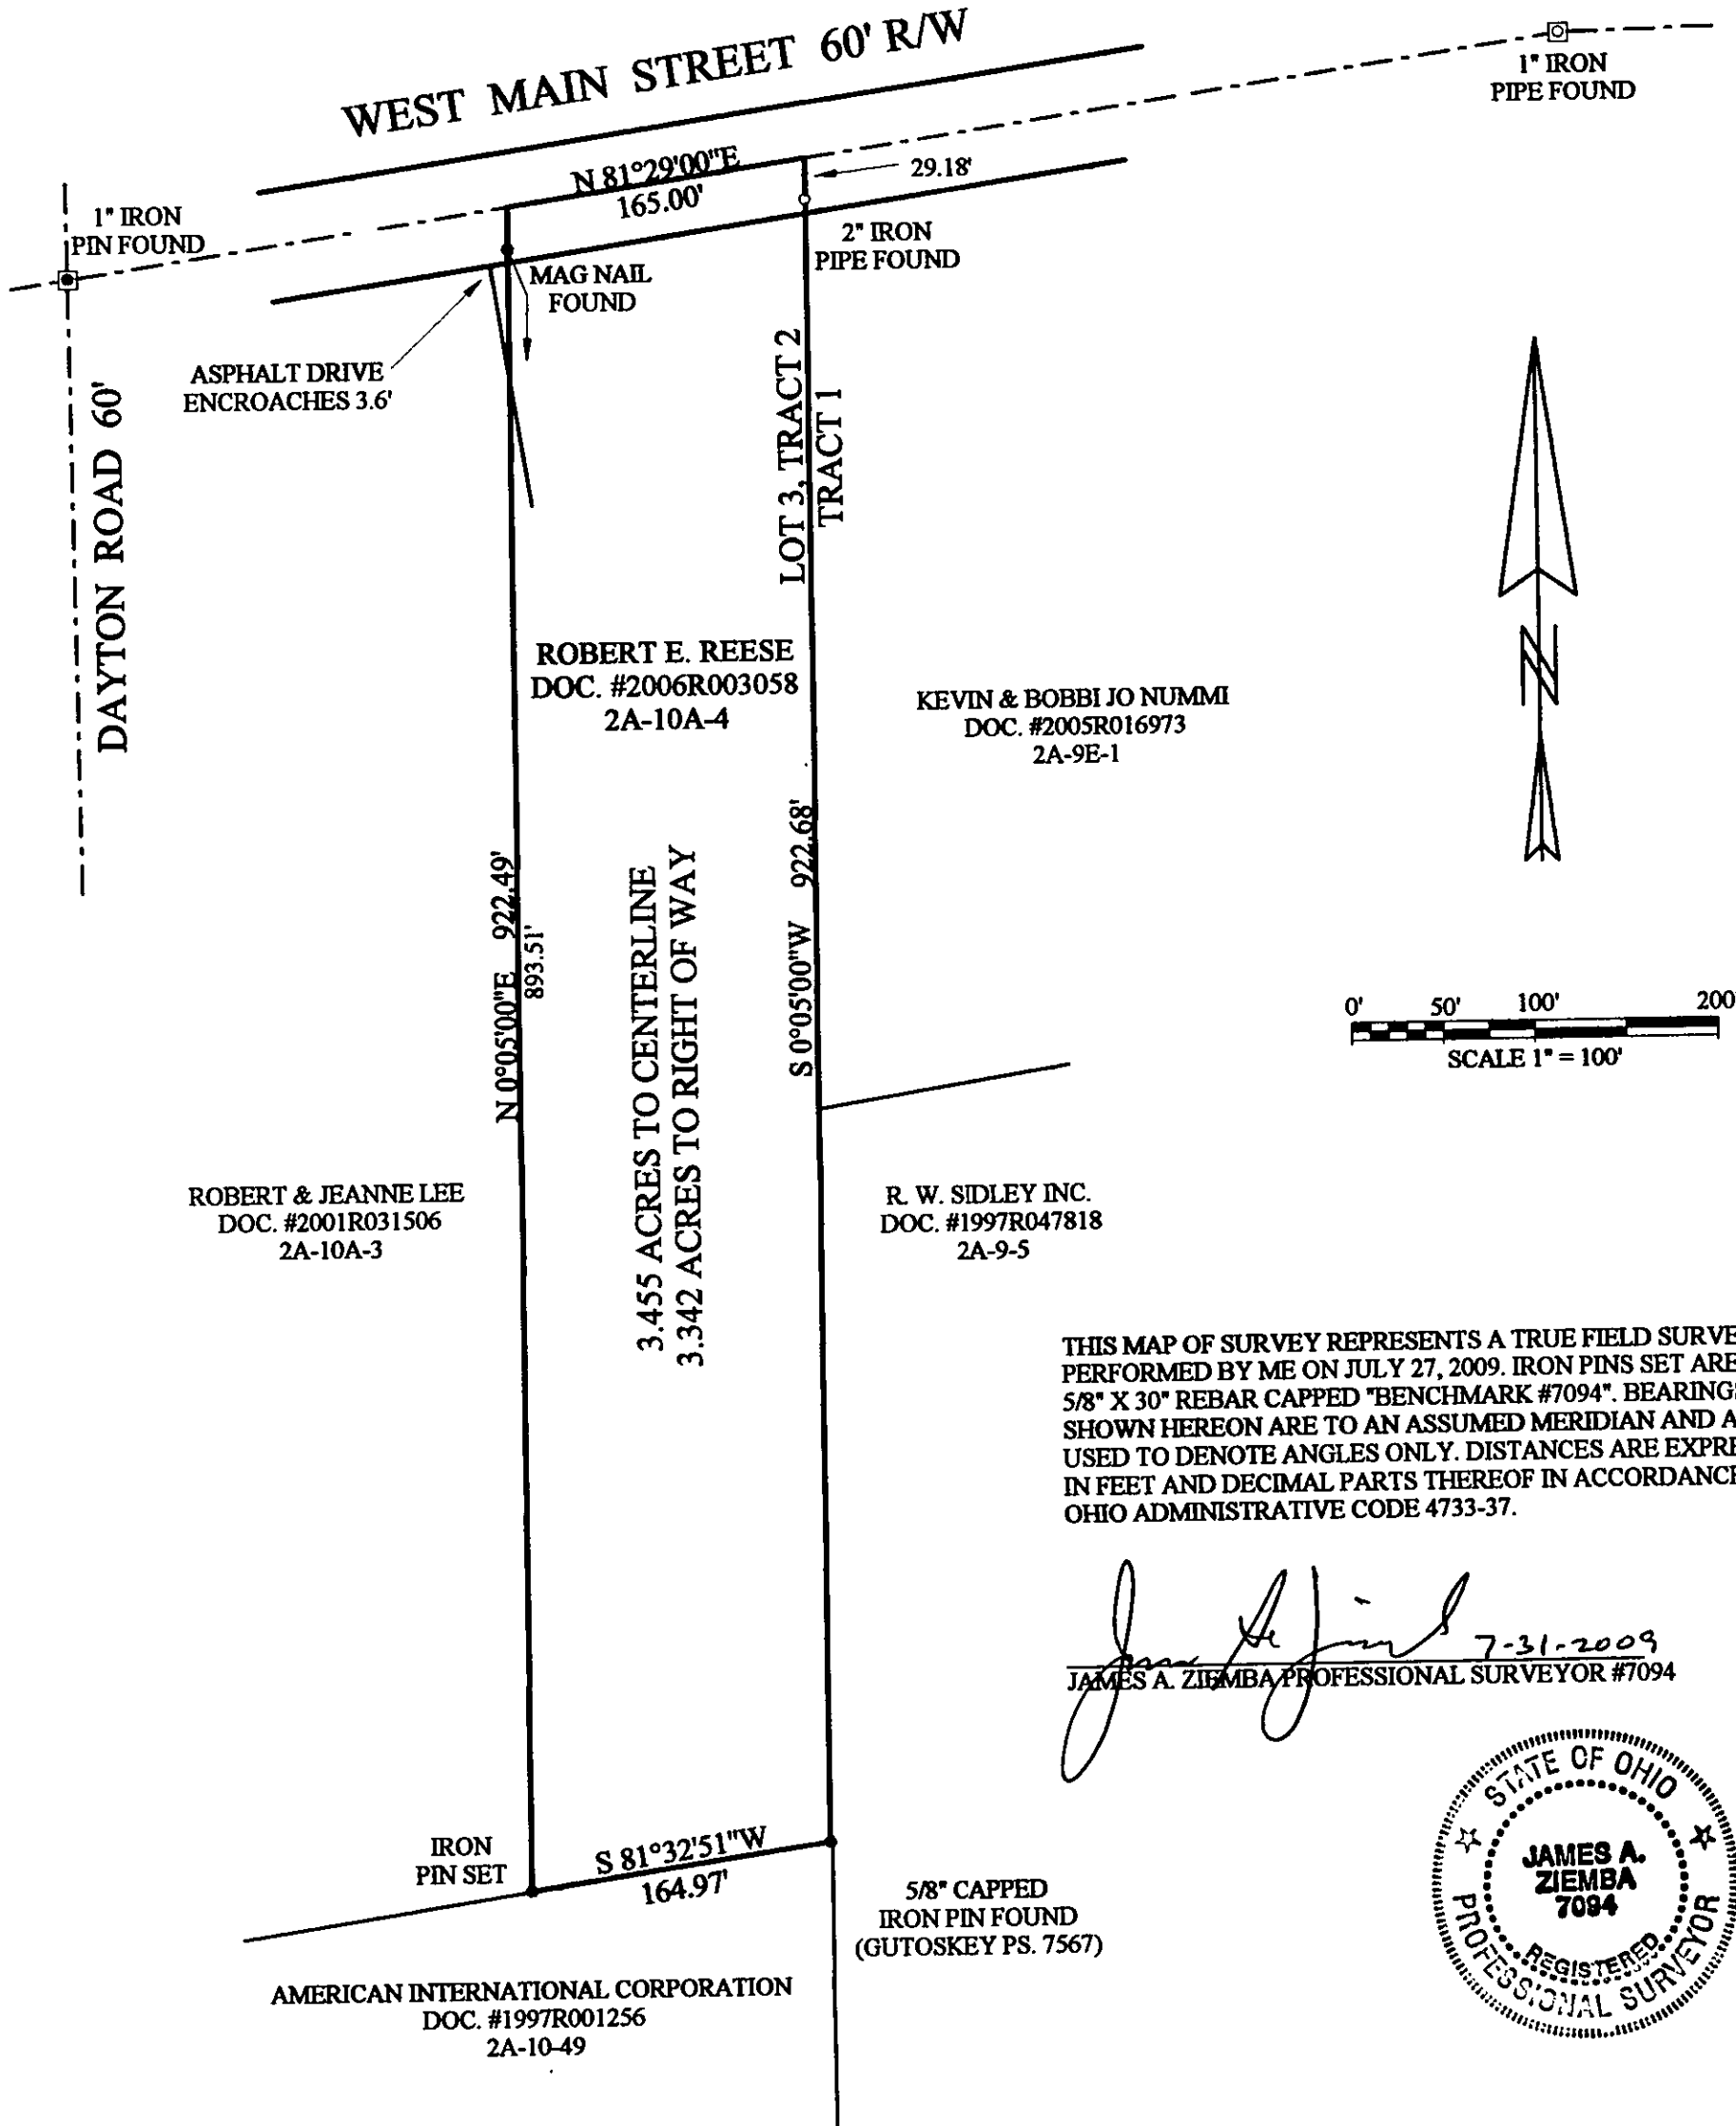 WEST MAIN STREET 60' R/W
1" IRON
PIPE FOUND
N 81°29'00"E
165.00'
29.18'
1" IRON
PIN FOUND
2" IRON
PIPE FOUND
MAG NAIL
FOUND
ASPHALT DRIVE
ENCROACHES 3.6'
DAYTON ROAD 60'
LOT 3, TRACT 2
TRACT 1
ROBERT E. REESE
DOC. #2006R003058
2A-10A-4
KEVIN & BOBBI JO NUMMI
DOC. #2005R016973
2A-9E-1
N
N 0°05'00"E 922.49'
893.51'
3.455 ACRES TO CENTERLINE
3.342 ACRES TO RIGHT OF WAY
S 0°05'00"W 922.68'
0' 50' 100' 200
SCALE 1" = 100'
ROBERT & JEANNE LEE
DOC. #2001R031506
2A-10A-3
R. W. SIDLEY INC.
DOC. #1997R047818
2A-9-5
THIS MAP OF SURVEY REPRESENTS A TRUE FIELD SURVE
PERFORMED BY ME ON JULY 27, 2009. IRON PINS SET ARE
5/8" X 30" REBAR CAPPED "BENCHMARK #7094". BEARINGS
SHOWN HEREON ARE TO AN ASSUMED MERIDIAN AND A
USED TO DENOTE ANGLES ONLY. DISTANCES ARE EXPRE
IN FEET AND DECIMAL PARTS THEREOF IN ACCORDANCE
OHIO ADMINISTRATIVE CODE 4733-37.
7-31-2009
JAMES A. ZIEMBA PROFESSIONAL SURVEYOR #7094
STATE OF OHIO
JAMES A.
ZIEMBA
7094
REGISTERED
PROFESSIONAL SURVEYOR
IRON
PIN SET
S 81°32'51"W
164.97'
5/8" CAPPED
IRON PIN FOUND
(GUTOSKEY PS. 7567)
AMERICAN INTERNATIONAL CORPORATION
DOC. #1997R001256
2A-10-49